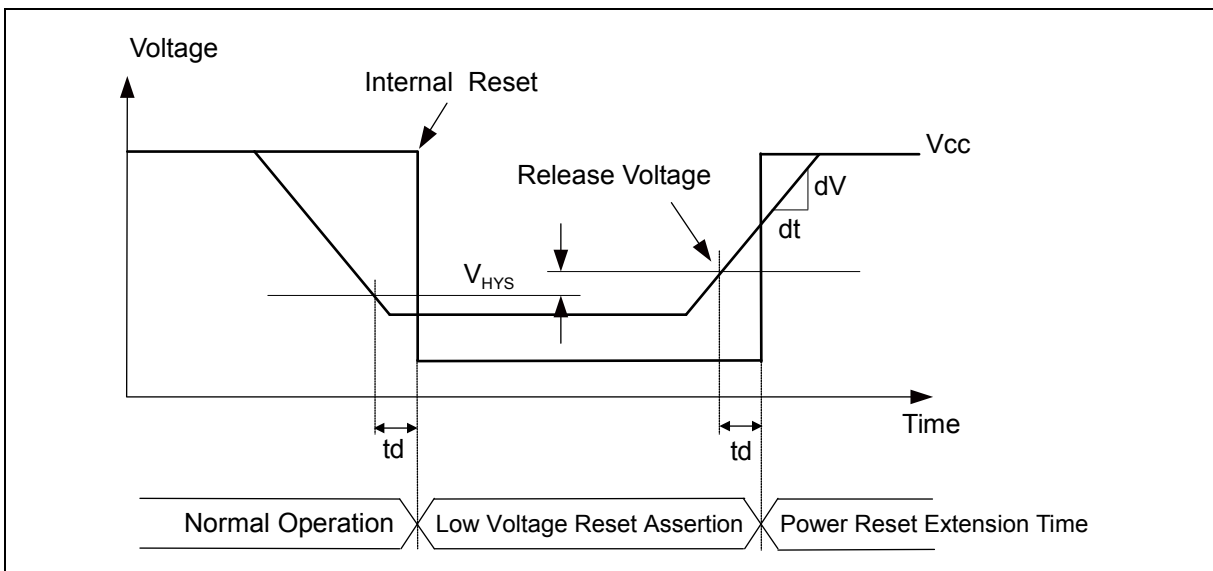 Voltage
Internal Reset
Vcc
Release Voltage
dV
dt
VHYS
Time
td
td
Normal Operation
Low Voltage Reset Assertion
Power Reset Extension Time